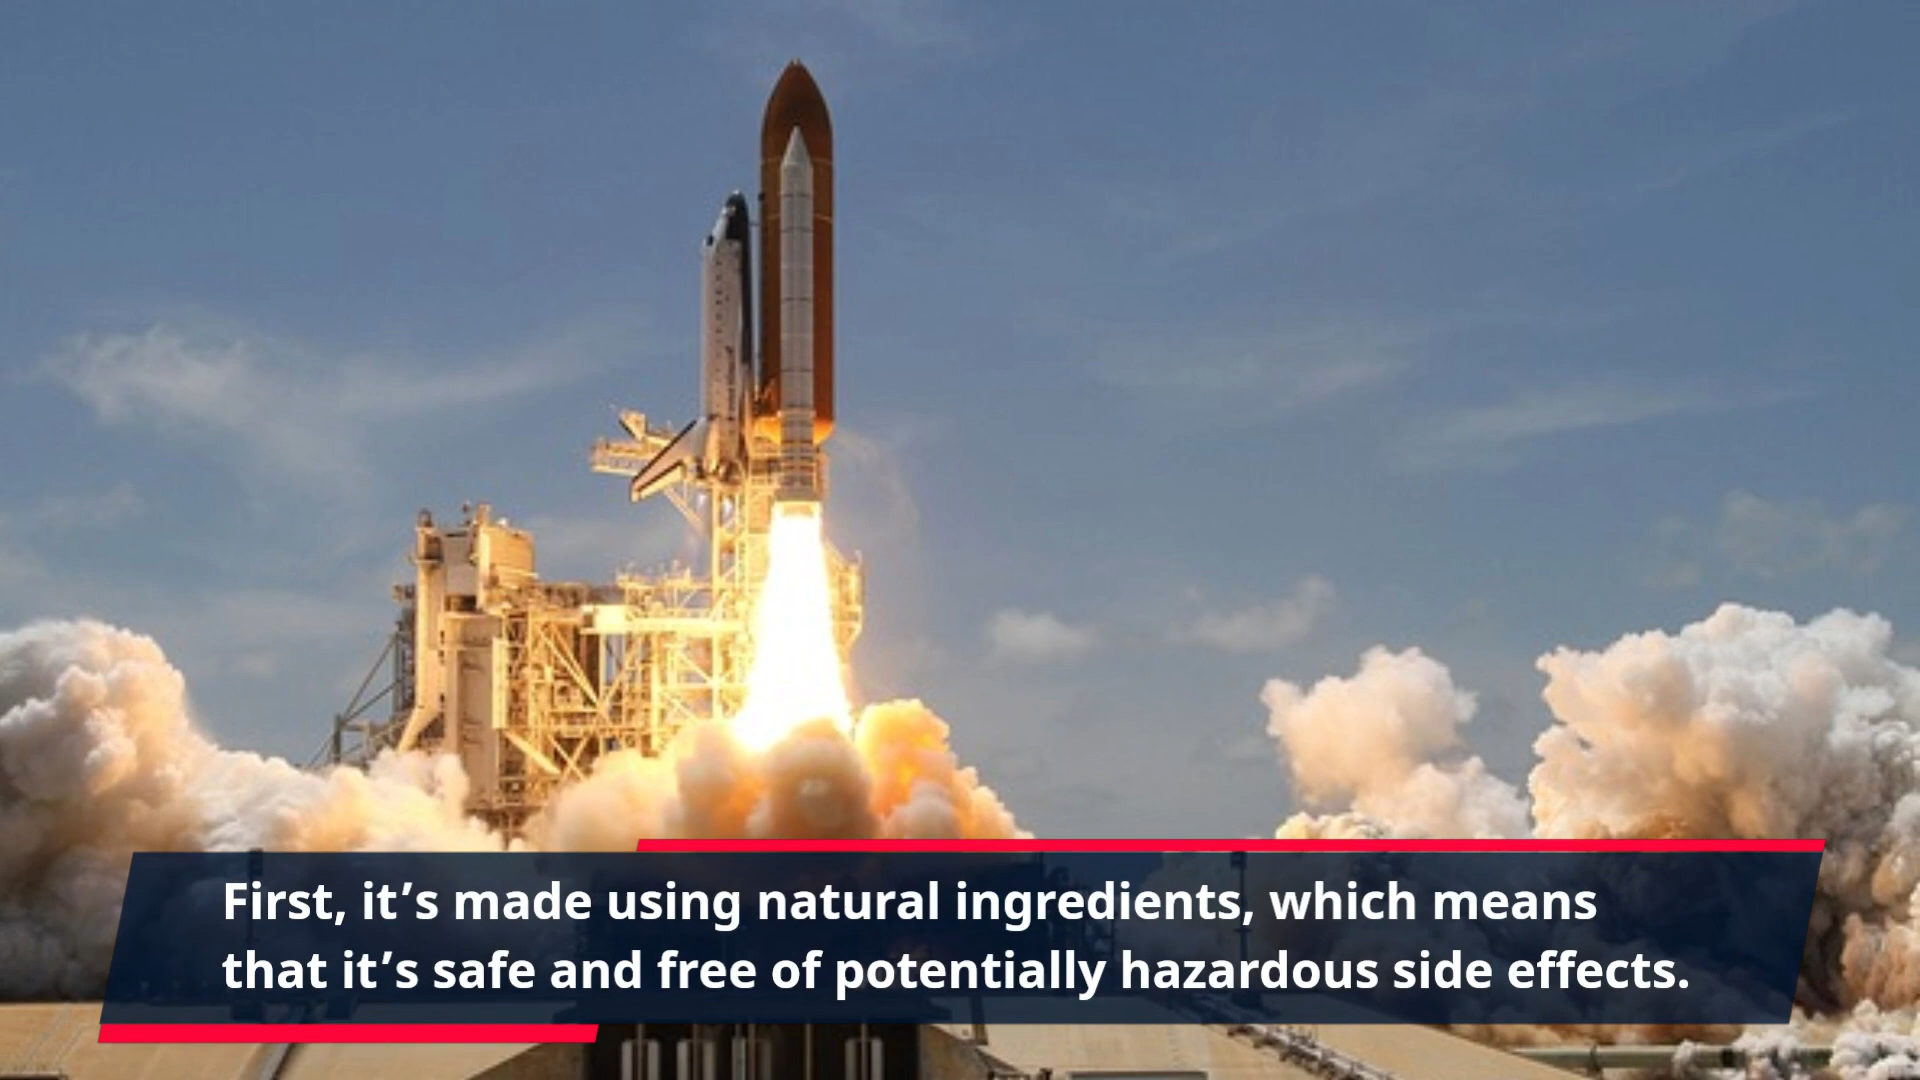 First, it’s made using natural ingredients, which means
that it’s safe and free of potentially hazardous side effects.